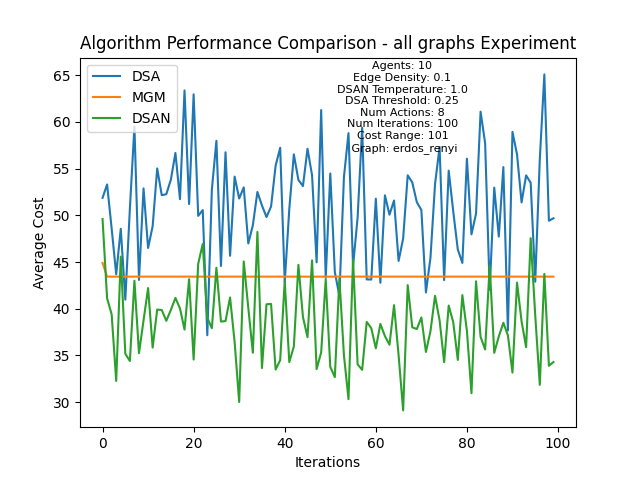 Algorithm Performance Comparison - all graphs Experiment
DSA
MGM
DSAN
Agents: 10
Edge Density: 0.1
DSAN Temperature: 1.0
DSA Threshold: 0.25
Num Actions: 8
Num Iterations: 100
Cost Range: 101
Graph: erdos_renyi
65
60
55
50
45
40
35
30
Average Cost
0
20
40
60
80
100
Iterations